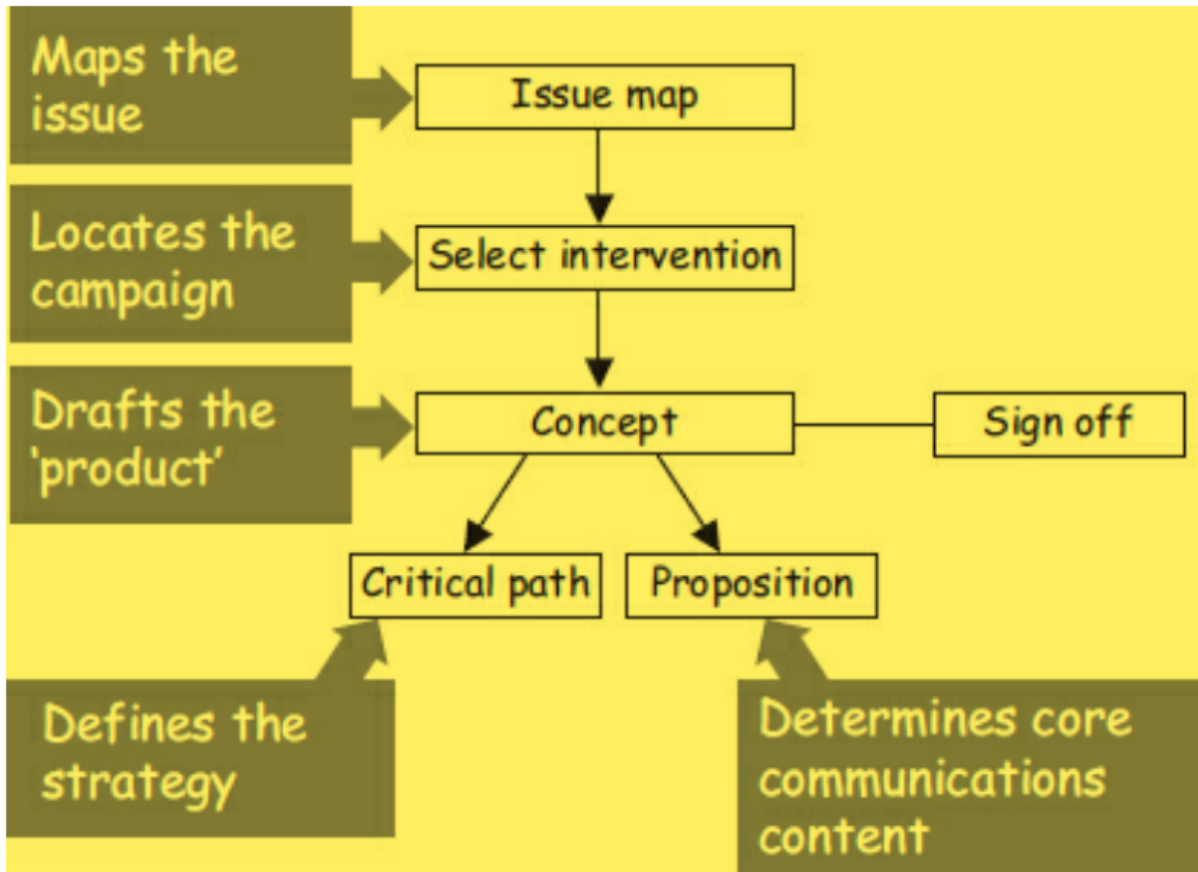 Maps the
issue
Issue map
Locates the
campaign
Select intervention
Drafts the
‘product’
Concept
Sign off
Critical path
Proposition
Defines the
strategy
Determines core
communications
content